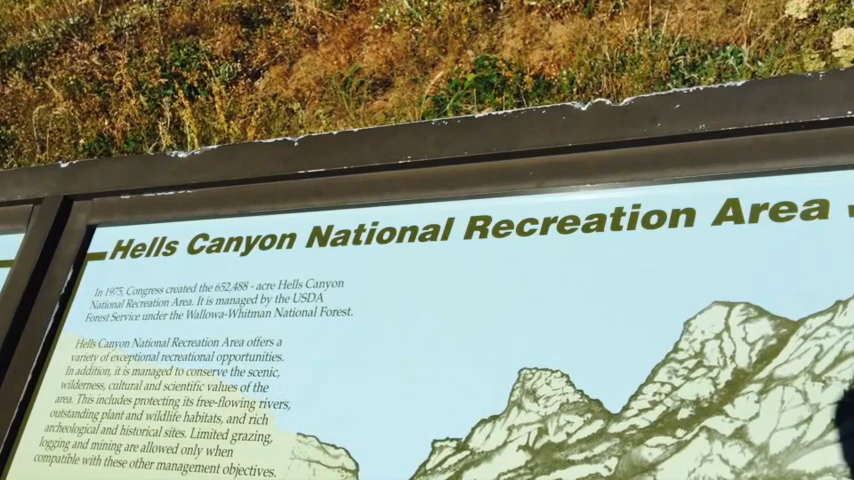 Hells Canyon National Recreation Area
In 1975, Congress created the 652,488 - acre Hells Canyon
National Recreation Area. It is managed by the USDA
Forest Service under the Wallowa-Whitman National Forest.
Hells Canyon National Recreation Area offers a
variety of exceptional recreational opportunities.
In addition, it is managed to conserve the scenic,
wilderness, cultural and scientific values of the
area. This includes protecting its free-flowing rivers,
outstanding plant and wildlife habitats, and rich
archeological and historical sites. Limited grazing,
logging and mining are allowed only when
compatible with these other management objectives.